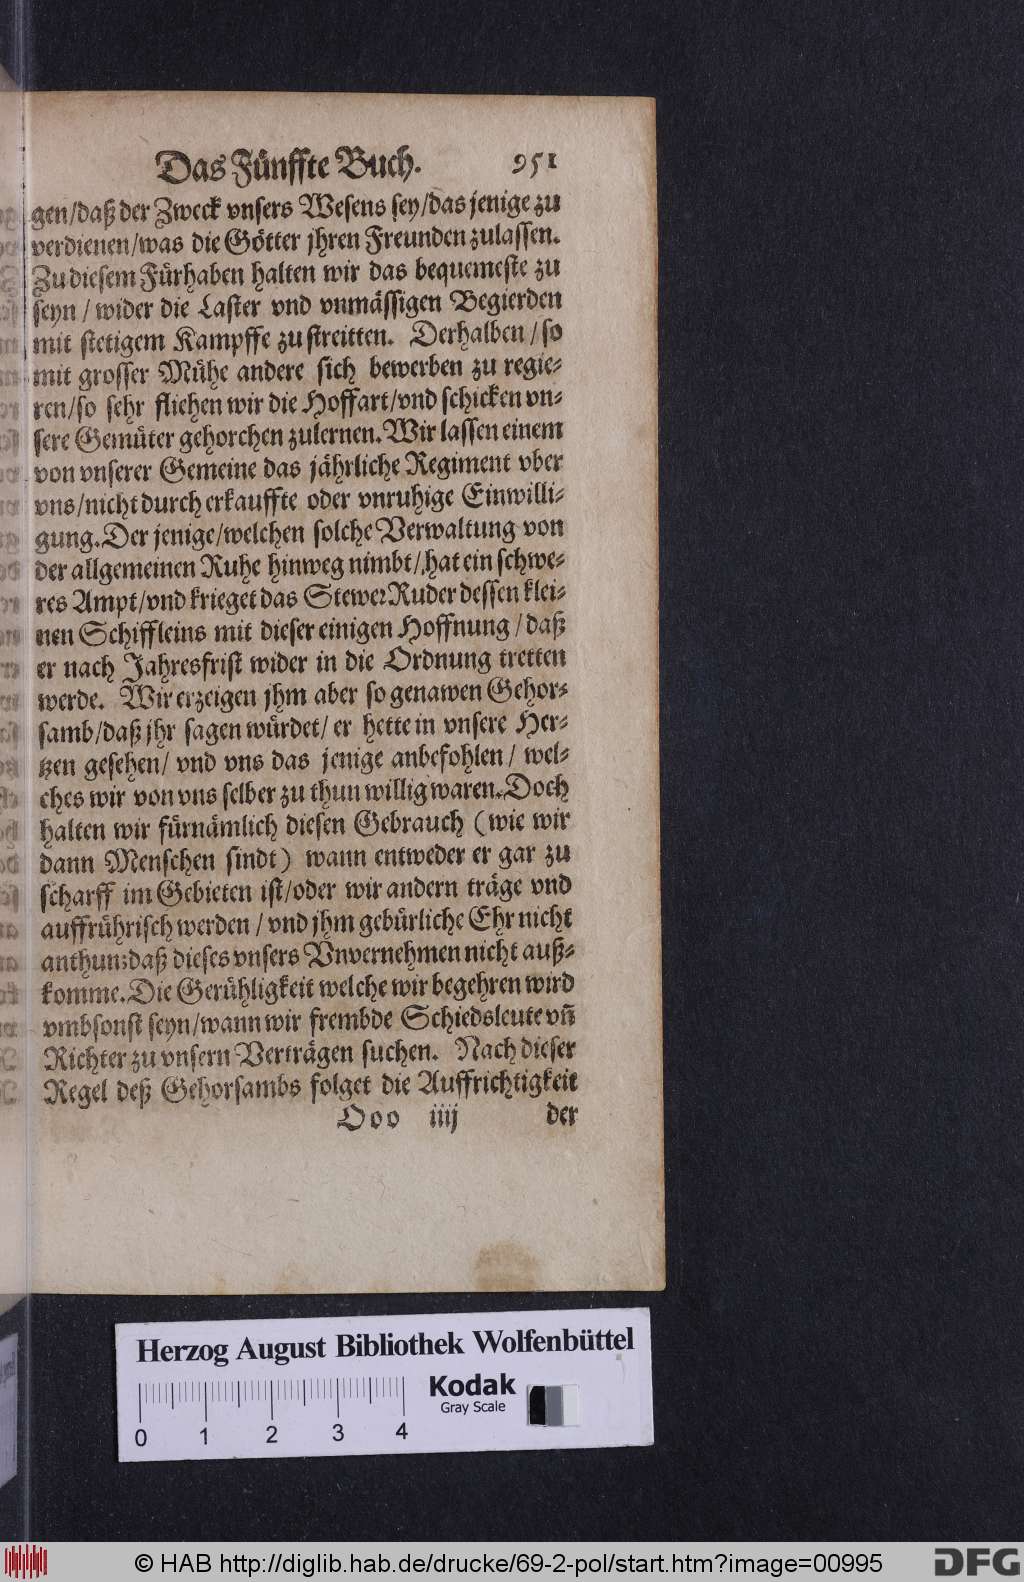 Das Fünffte Buch. 951
gen/daß der Zweck vnsers Wesens sey/das jenige zu
verdienen/was die Götter jhren Freunden zulassen.
Zu diesem Fürhaben halten wir das bequemeste zu
seyn / wider die Laster vnd vnmässigen Begierden
mit stetigem Kampffe zu streitten. Derhalben / so
mit grosser Mühe andere sich bewerben zu regie-
ren/so sehr fliehen wir die Hoffart/vnd schicken vn-
sere Gemüter gehorchen zulernen. Wir lassen einem
von vnserer Gemeine das jährliche Regiment vber
vns/nicht durch erkauffte oder vnruhige Einwilli-
gung. Der jenige/welchen solche Verwaltung von
der allgemeinen Ruhe hinweg nimbt/hat ein schwe-
res Ampt/vnd krieget das StewerRuder dessen klei-
nen Schiffleins mit dieser einigen Hoffnung / daß
er nach Jahresfrist wider in die Ordnung tretten
werde. Wir erzeigen jhm aber so genawen Gehor-
samb/daß jhr sagen würdet/ er hette in vnsere Her-
tzen gesehen/ vnd vns das jenige anbefohlen / wel-
ches wir von vns selber zu thun willig waren. Doch
halten wir fürnämlich diesen Gebrauch (wie wir
dann Menschen sindt) wann entweder er gar zu
scharff im Gebieten ist/oder wir andern träge vnd
auffrührisch werden / vnd jhm gebürliche Ehr nicht
anthun: daß dieses vnsers Vnvernehmen nicht auß-
komme. Die Gerühligkeit welche wir begehren wird
vmbsonst seyn/wann wir frembde Schiedsleute vñ
Richter zu vnsern Verträgen suchen. Nach dieser
Regel deß Gehorsambs folget die Auffrichtigkeit
Ooo iiij der
Herzog August Bibliothek Wolfenbüttel
Kodak
Gray Scale
0 1 2 3 4
© HAB http://diglib.hab.de/drucke/69-2-pol/start.htm?image=00995
DFG